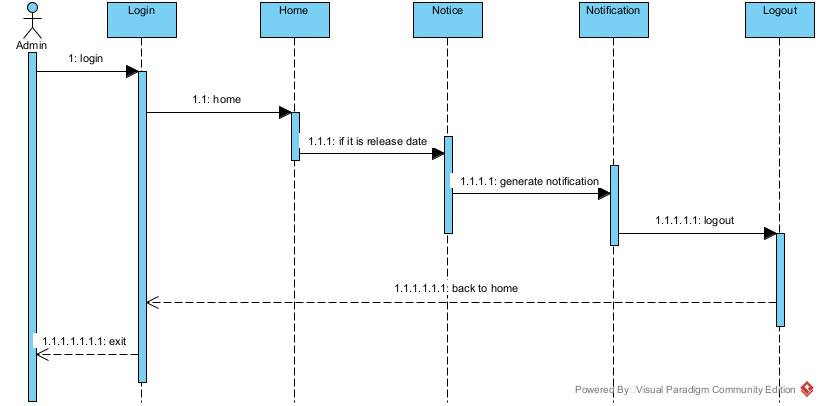 Login
Home
Notice
Notification
Logout
Admin
1: login
1.1: home
1.1.1: if it is release date
1.1.1.1: generate notification
1.1.1.1.1: logout
1.1.1.1.1.1: back to home
1.1.1.1.1.1.1: exit
Powered By Visual Paradigm Community Edition